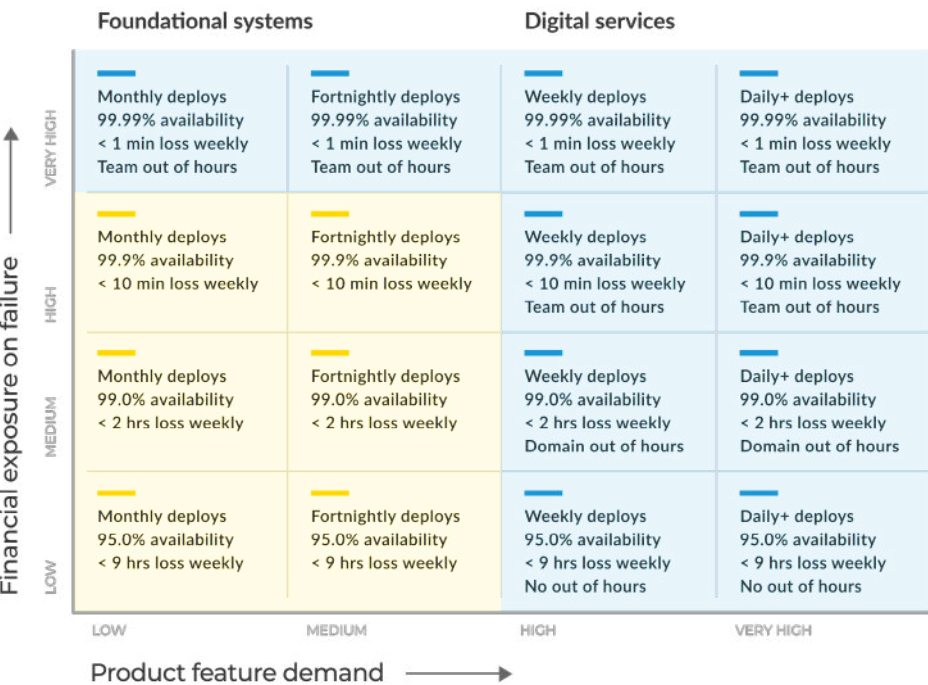 Foundational systems
Digital services
Financial exposure on failure
VERY HIGH
Monthly deploys
99.99% availability
< 1 min loss weekly
Team out of hours
Fortnightly deploys
99.99% availability
< 1 min loss weekly
Team out of hours
Weekly deploys
99.99% availability
< 1 min loss weekly
Team out of hours
Daily+ deploys
99.99% availability
< 1 min loss weekly
Team out of hours
HIGH
Monthly deploys
99.9% availability
< 10 min loss weekly
Fortnightly deploys
99.9% availability
< 10 min loss weekly
Weekly deploys
99.9% availability
< 10 min loss weekly
Team out of hours
Daily+ deploys
99.9% availability
< 10 min loss weekly
Team out of hours
MEDIUM
Monthly deploys
99.0% availability
< 2 hrs loss weekly
Fortnightly deploys
99.0% availability
< 2 hrs loss weekly
Weekly deploys
99.0% availability
< 2 hrs loss weekly
Domain out of hours
Daily+ deploys
99.0% availability
< 2 hrs loss weekly
Domain out of hours
LOW
Monthly deploys
95.0% availability
< 9 hrs loss weekly
Fortnightly deploys
95.0% availability
< 9 hrs loss weekly
Weekly deploys
95.0% availability
< 9 hrs loss weekly
No out of hours
Daily+ deploys
95.0% availability
< 9 hrs loss weekly
No out of hours
LOW
MEDIUM
HIGH
VERY HIGH
Product feature demand